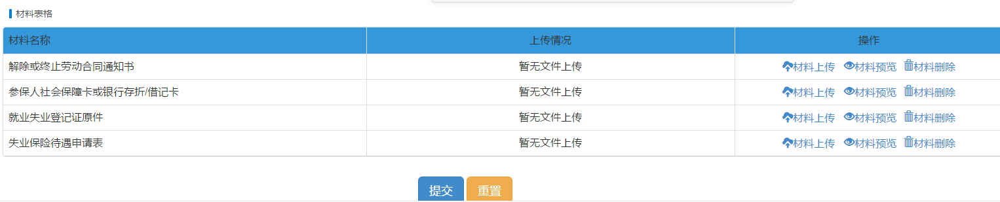 材料表格
材料名称 上传情况 操作
解除或终止劳动合同通知书 暂无文件上传 材料上传 材料预览 材料删除
参保人社会保障卡或银行存折/借记卡 暂无文件上传 材料上传 材料预览 材料删除
就业失业登记证原件 暂无文件上传 材料上传 材料预览 材料删除
失业保险待遇申请表 暂无文件上传 材料上传 材料预览 材料删除
提交 重置